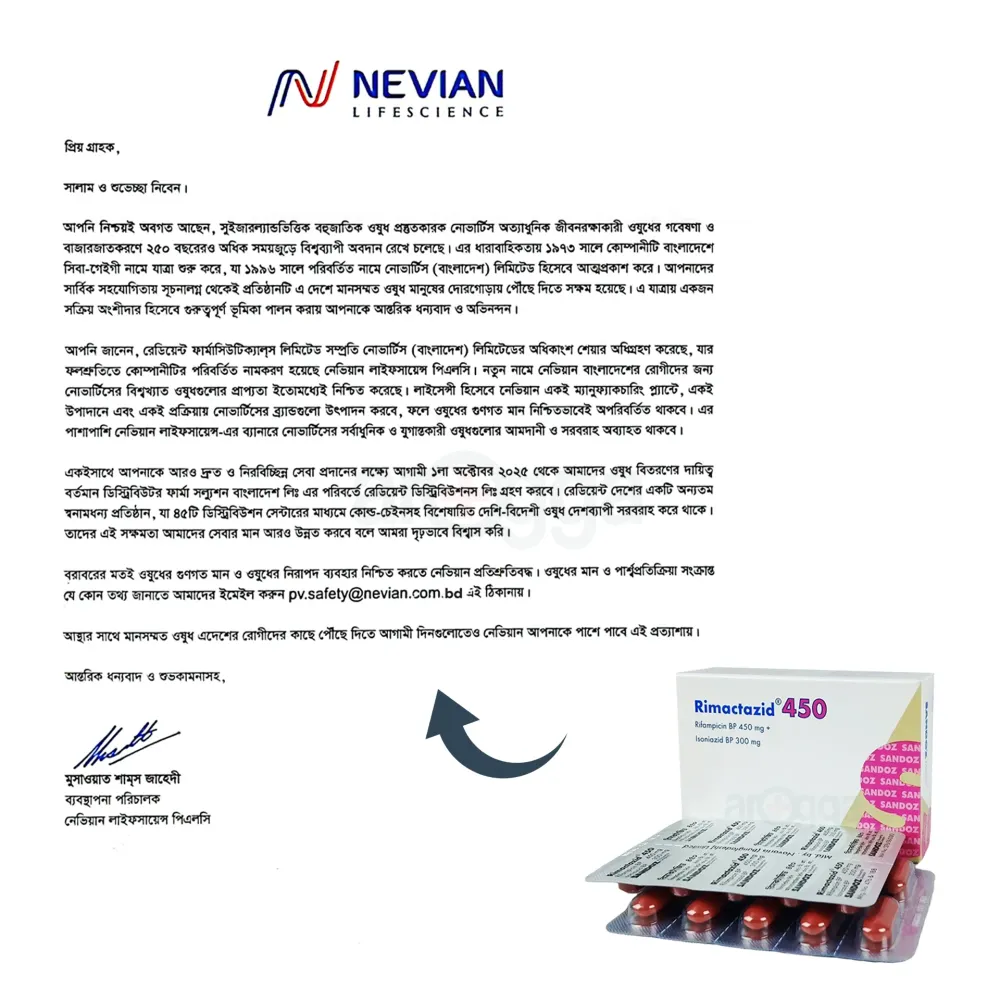 NEVIAN
LIFESCIENCE
প্রিয় গ্রাহক,
সালাম ও শুভেচ্ছা নিবেন।
আপনি নিশ্চয়ই অবগত আছেন, সুইজারল্যান্ডভিত্তিক বহুজাতিক ওষুধ প্রস্তুতকারক নোভার্টিস অত্যাধুনিক জীবনরক্ষাকারী ওষুধের গবেষণা ও
বাজারজাতকরণে ২৫০ বছরেরও অধিক সময়জুড়ে বিশ্বব্যাপী অবদান রেখে চলেছে। এর ধারাবাহিকতায় ১৯৭৩ সালে কোম্পানীটি বাংলাদেশে
সিবা-গেইগী নামে যাত্রা শুরু করে, যা ১৯৯৬ সালে পরিবর্তিত নামে নোভার্টিস (বাংলাদেশ) লিমিটেড হিসেবে আত্মপ্রকাশ করে। আপনাদের
সার্বিক সহযোগিতায় সূচনালগ্ন থেকেই প্রতিষ্ঠানটি এ দেশে মানসম্মত ওষুধ মানুষের দোরগোড়ায় পৌঁছে দিতে সক্ষম হয়েছে। এ যাত্রায় একজন
সক্রিয় অংশীদার হিসেবে গুরুত্বপূর্ণ ভূমিকা পালন করায় আপনাকে আন্তরিক ধন্যবাদ ও অভিনন্দন।
আপনি জানেন, রেডিয়েন্ট ফার্মাসিউটিক্যাল্স লিমিটেড সম্প্রতি নোভার্টিস (বাংলাদেশ) লিমিটেডের অধিকাংশ শেয়ার অধিগ্রহণ করেছে, যার
ফলশ্রুতিতে কোম্পানীটির পরিবর্তিত নামকরণ হয়েছে নেভিয়ান লাইফসায়েন্স পিএলসি। নতুন নামে নেভিয়ান বাংলাদেশের রোগীদের জন্য
নোভার্টিসের বিশ্বখ্যাত ওষুধগুলোর প্রাপ্যতা ইতোমধ্যেই নিশ্চিত করেছে। লাইসেন্সী হিসেবে নেভিয়ান একই ম্যানুফ্যাকচারিং প্ল্যান্টে, একই
উপাদানে এবং একই প্রক্রিয়ায় নোভার্টিসের ব্র্যান্ডগুলো উৎপাদন করবে, ফলে ওষুধের গুণগত মান নিশ্চিতভাবেই অপরিবর্তিত থাকবে। এর
পাশাপাশি নেভিয়ান লাইফসায়েন্স-এর ব্যানারে নোভার্টিসের সর্বাধুনিক ও যুগান্তকারী ওষুধগুলোর আমদানী ও সরবরাহ অব্যাহত থাকবে।
একইসাথে আপনাকে আরও দ্রুত ও নিরবিচ্ছিন্ন সেবা প্রদানের লক্ষ্যে আগামী ১লা অক্টোবর ২০২৫ থেকে আমাদের ওষুধ বিতরণের দায়িত্ব
বর্তমান ডিস্ট্রিবিউটর ফার্মা সল্যুশন বাংলাদেশ লিঃ এর পরিবর্তে রেডিয়েন্ট ডিস্ট্রিবিউশনস লিঃ গ্রহণ করবে। রেডিয়েন্ট দেশের একটি অন্যতম
স্বনামধন্য প্রতিষ্ঠান, যা ৪৫টি ডিস্ট্রিবিউশন সেন্টারের মাধ্যমে কোল্ড-চেইনসহ বিশেষায়িত দেশি-বিদেশী ওষুধ দেশব্যাপী সরবরাহ করে থাকে।
তাদের এই সক্ষমতা আমাদের সেবার মান আরও উন্নত করবে বলে আমরা দৃঢ়ভাবে বিশ্বাস করি।
বরাবরের মতই ওষুধের গুণগত মান ও ওষুধের নিরাপদ ব্যবহার নিশ্চিত করতে নেভিয়ান প্রতিশ্রুতিবদ্ধ। ওষুধের মান ও পার্শ্বপ্রতিক্রিয়া সংক্রান্ত
যে কোন তথ্য জানাতে আমাদের ইমেইল করুন pv.safety@nevian.com.bd এই ঠিকানায়।
আস্থার সাথে মানসম্মত ওষুধ এদেশের রোগীদের কাছে পৌঁছে দিতে আগামী দিনগুলোতেও নেভিয়ান আপনাকে পাশে পাবে এই প্রত্যাশায়।
আন্তরিক ধন্যবাদ ও শুভকামনাসহ,
মুসাওয়াত শাম্স জাহেদী
ব্যবস্থাপনা পরিচালক
নেভিয়ান লাইফসায়েন্স পিএলসি
Rimactazid® 450
Rifampicin BP 450 mg +
Isoniazid BP 300 mg
SANDOZ
arogga
Rimactazid 450
SANDOZ
Mfd. by Novartis (Bangladesh) Limited